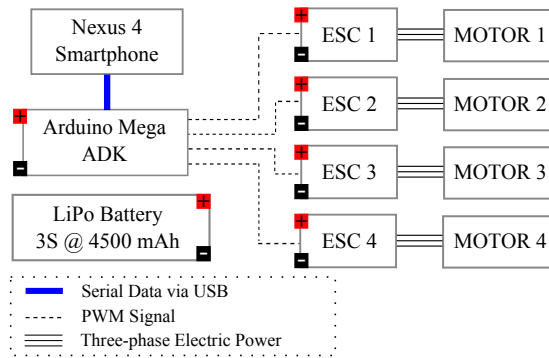 Nexus 4
Smartphone
Arduino Mega
ADK
LiPo Battery
3S @ 4500 mAh
ESC 1
MOTOR 1
ESC 2
MOTOR 2
ESC 3
MOTOR 3
ESC 4
MOTOR 4
Serial Data via USB
PWM Signal
Three-phase Electric Power